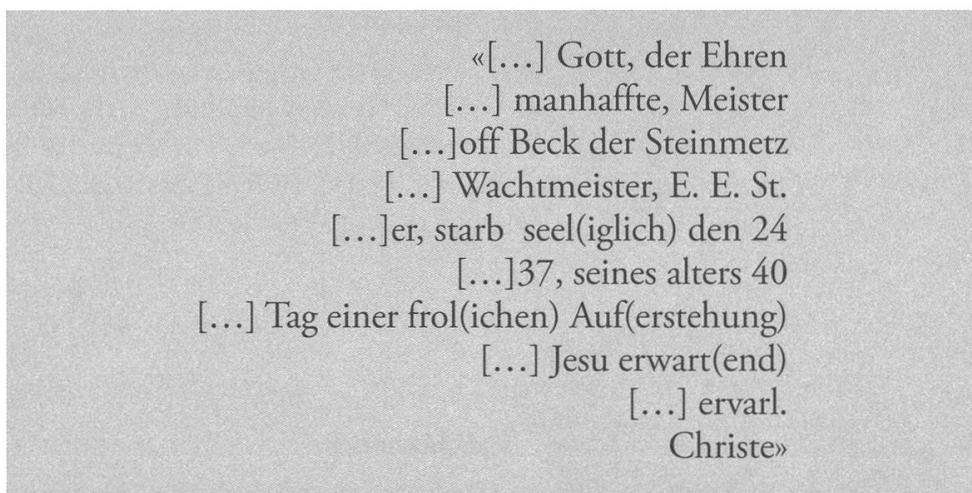 «[…] Gott, der Ehren
[…] manhaffte, Meister
[…]off Beck der Steinmetz
[…] Wachtmeister, E. E. St.
[…]er, starb seel(iglich) den 24
[…]37, seines alters 40
[…] Tag einer frol(ichen) Auf(erstehung)
[…] Jesu erwart(end)
[…] ervarl.
Christe»